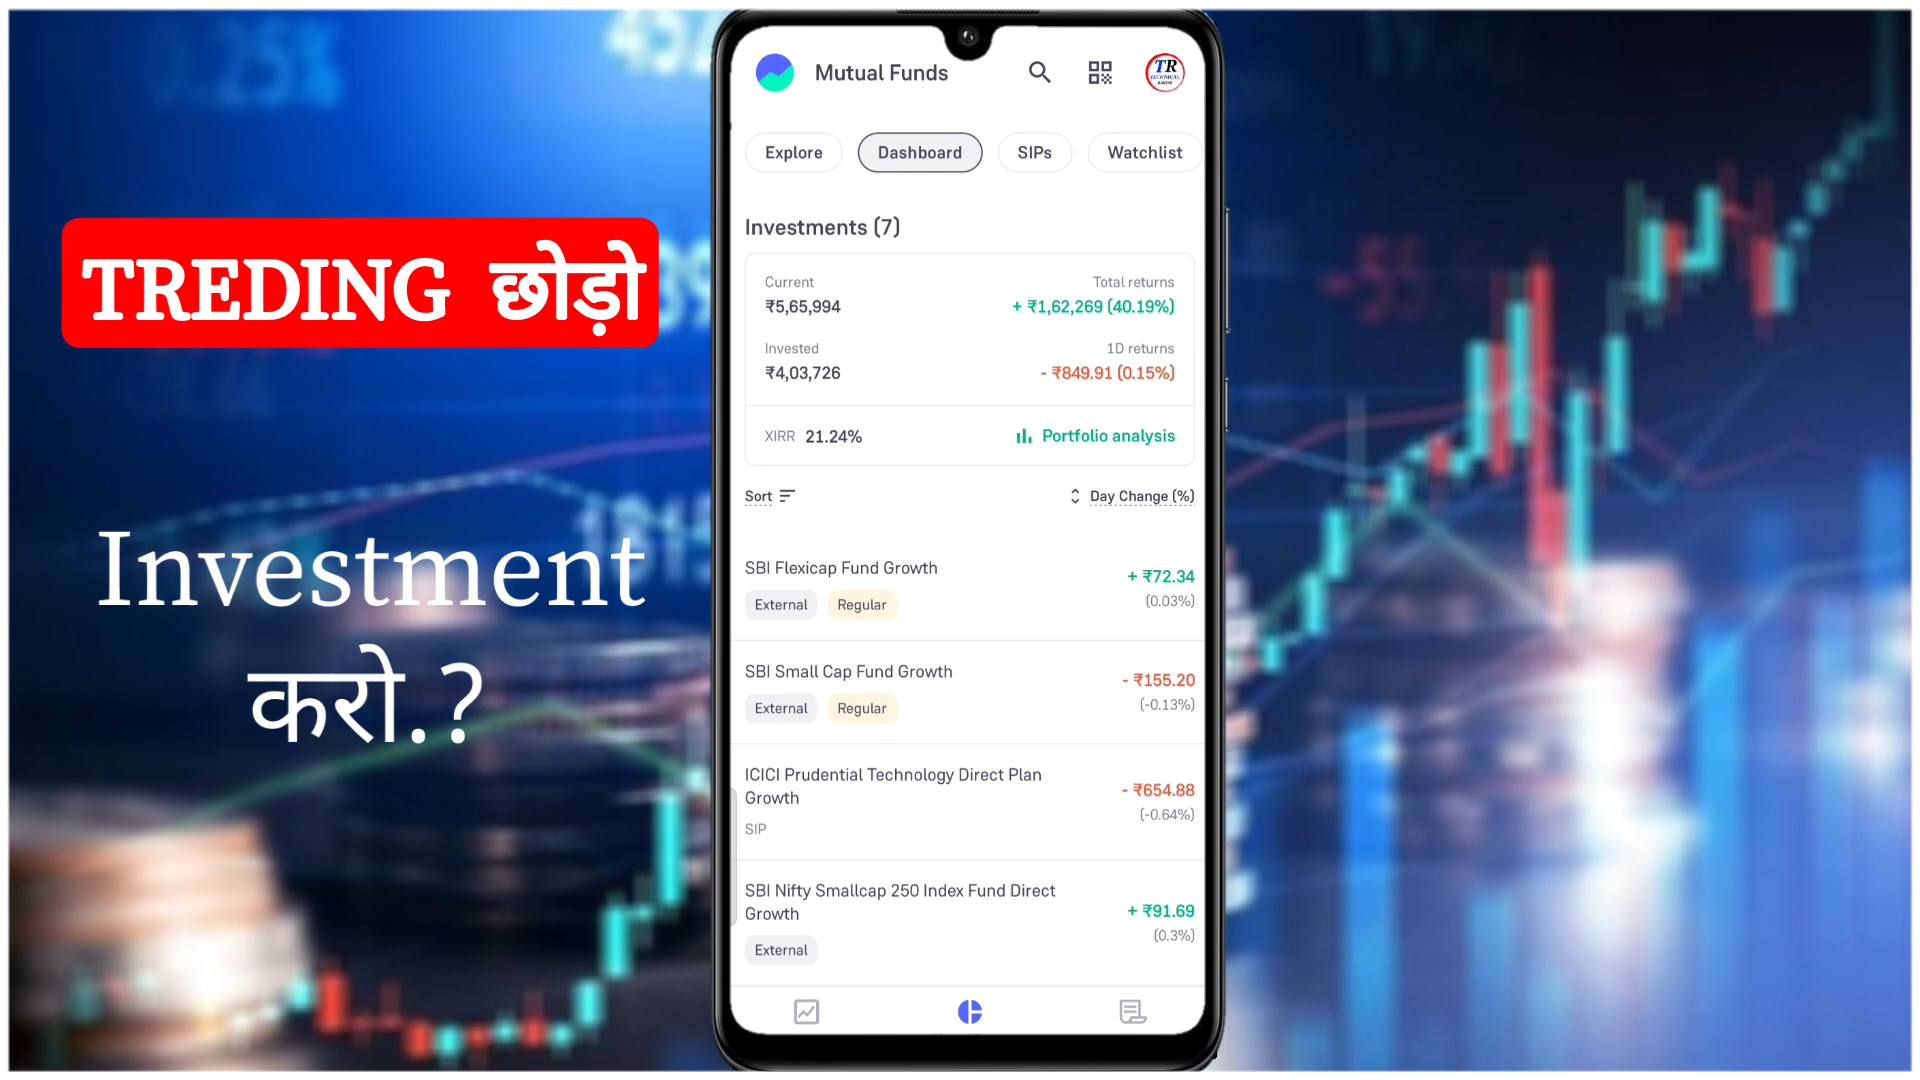 TREDING छोड़ो
Investment
करो.?
Mutual Funds
TR
TECHNICAL
Explore
Dashboard
SIPs
Watchlist
Investments (7)
Current
Total returns
₹5,65,994
+ ₹1,62,269 (40.19%)
Invested
1D returns
₹4,03,726
- ₹849.91 (0.15%)
XIRR 21.24%
Portfolio analysis
Sort
Day Change (%)
SBI Flexicap Fund Growth
+ ₹72.34
External
Regular
(0.03%)
SBI Small Cap Fund Growth
- ₹155.20
External
Regular
(-0.13%)
ICICI Prudential Technology Direct Plan
Growth
- ₹654.88
(-0.64%)
SIP
SBI Nifty Smallcap 250 Index Fund Direct
Growth
+ ₹91.69
(0.3%)
External
0.25%
-55